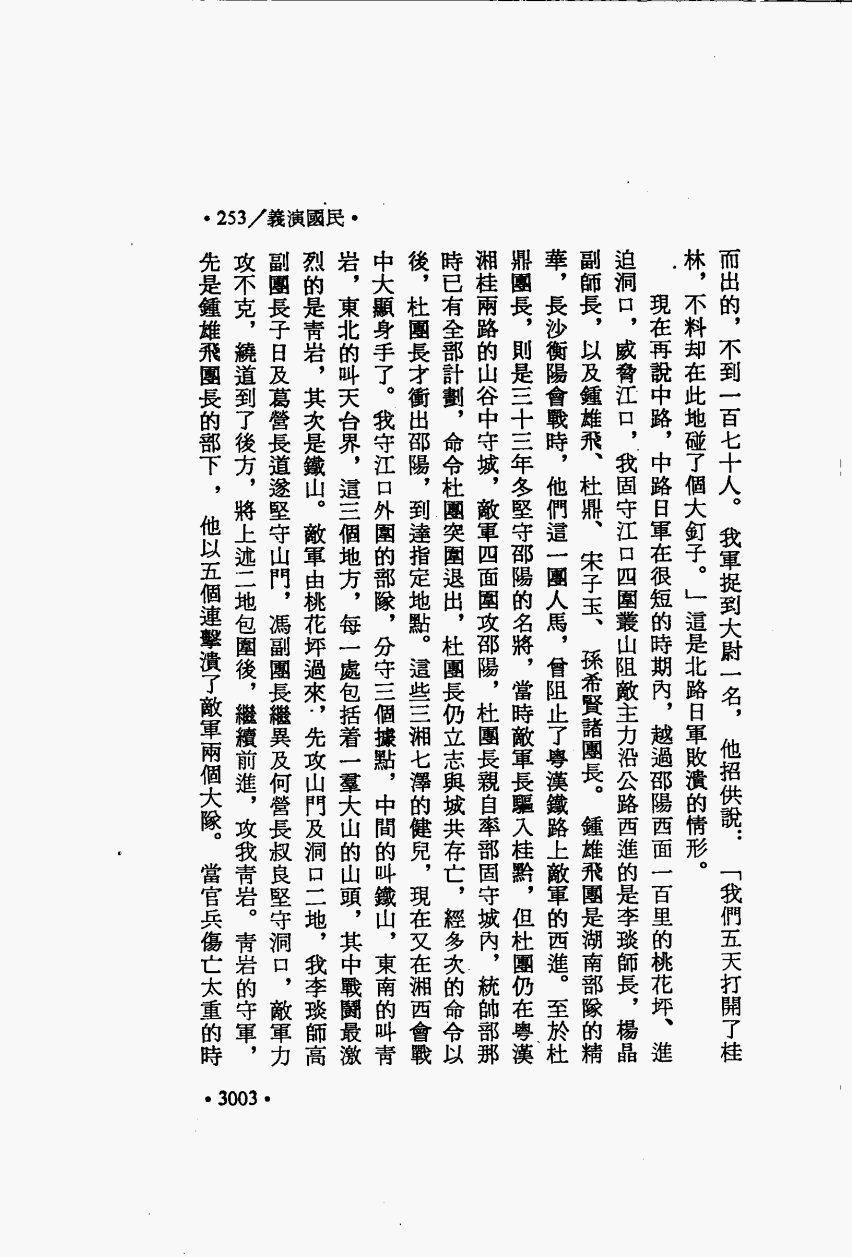 •253/義演國民•
而出的，不到一百七十人。我軍捉到大尉一名，他招供說：「我們五天打開了桂
林，不料却在此地碰了個大釘子。」這是北路日軍敗潰的情形。
現在再說中路，中路日軍在很短的時期內，越過邵陽西面一百里的桃花坪、進
迫洞口，威脅江口，我固守江口四圍叢山阻敵主力沿公路西進的是李琰師長，楊晶
副師長，以及鍾雄飛、杜鼎、宋子玉、孫希賢諸團長。鍾雄飛團是湖南部隊的精
華，長沙衡陽會戰時，他們這一團人馬，曾阻止了粵漢鐵路上敵軍的西進。至於杜
鼎團長，則是三十三年冬堅守邵陽的名將，當時敵軍長驅入桂黔，但杜團仍在粵漢
湘桂兩路的山谷中守城，敵軍四面圍攻邵陽，杜團長親自率部固守城內，統帥部那
時已有全部計劃，命令杜團突圍退出，杜團長仍立志與城共存亡，經多次的命令以
後，杜團長才衝出邵陽，到達指定地點。這些三湘七澤的健兒，現在又在湘西會戰
中大顯身手了。我守江口外圍的部隊，分守三個據點，中間的叫鐵山，東南的叫靑
岩，東北的叫天台界，這三個地方，每一處包括着一羣大山的山頭，其中戰鬪最激
烈的是靑岩，其次是鐵山。敵軍由桃花坪過來，先攻山門及洞口二地，我李琰師高
副團長子日及葛營長道遂堅守山門，馮副團長繼異及何營長叔良堅守洞口，敵軍力
攻不克，繞道到了後方，將上述二地包圍後，繼續前進，攻我靑岩。靑岩的守軍，
先是鍾雄飛團長的部下，他以五個連擊潰了敵軍兩個大隊。當官兵傷亡太重的時
•3003•